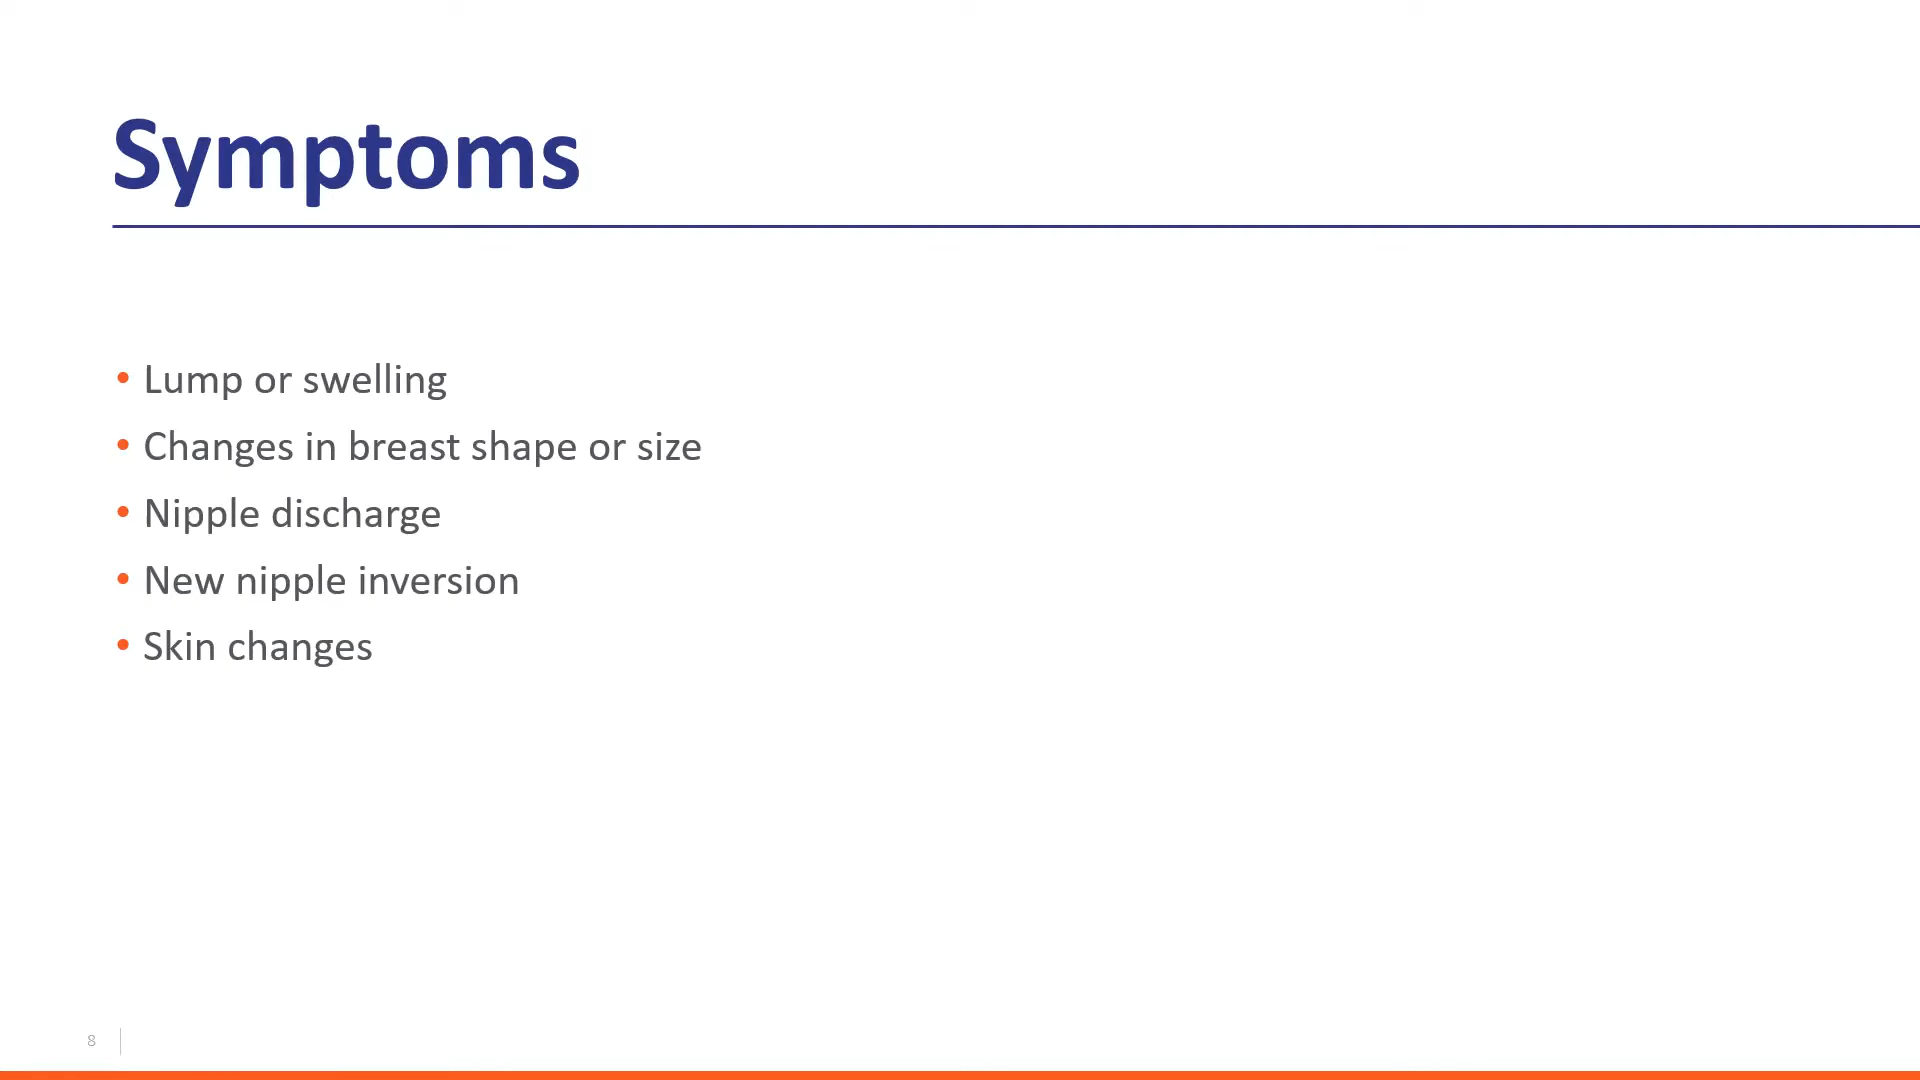 Symptoms
• Lump or swelling
• Changes in breast shape or size
• Nipple discharge
• New nipple inversion
• Skin changes
8